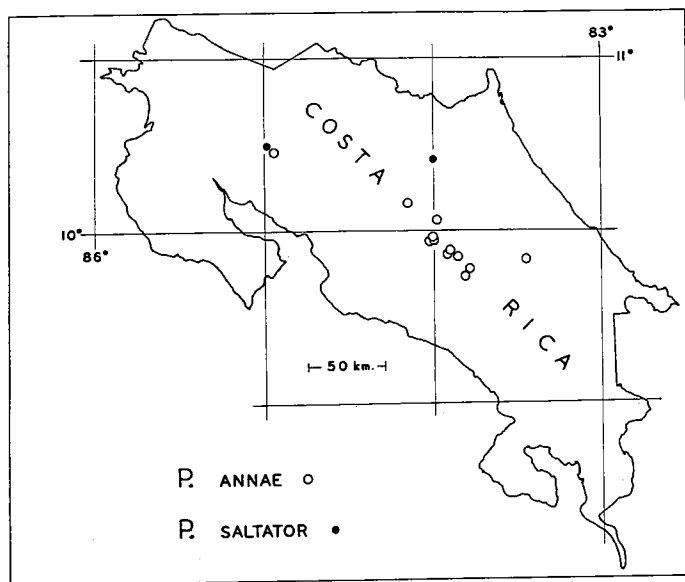 83°
11°
COSTA
10°
86°
RICA
50 km.
P. ANNAE
P. SALTATOR